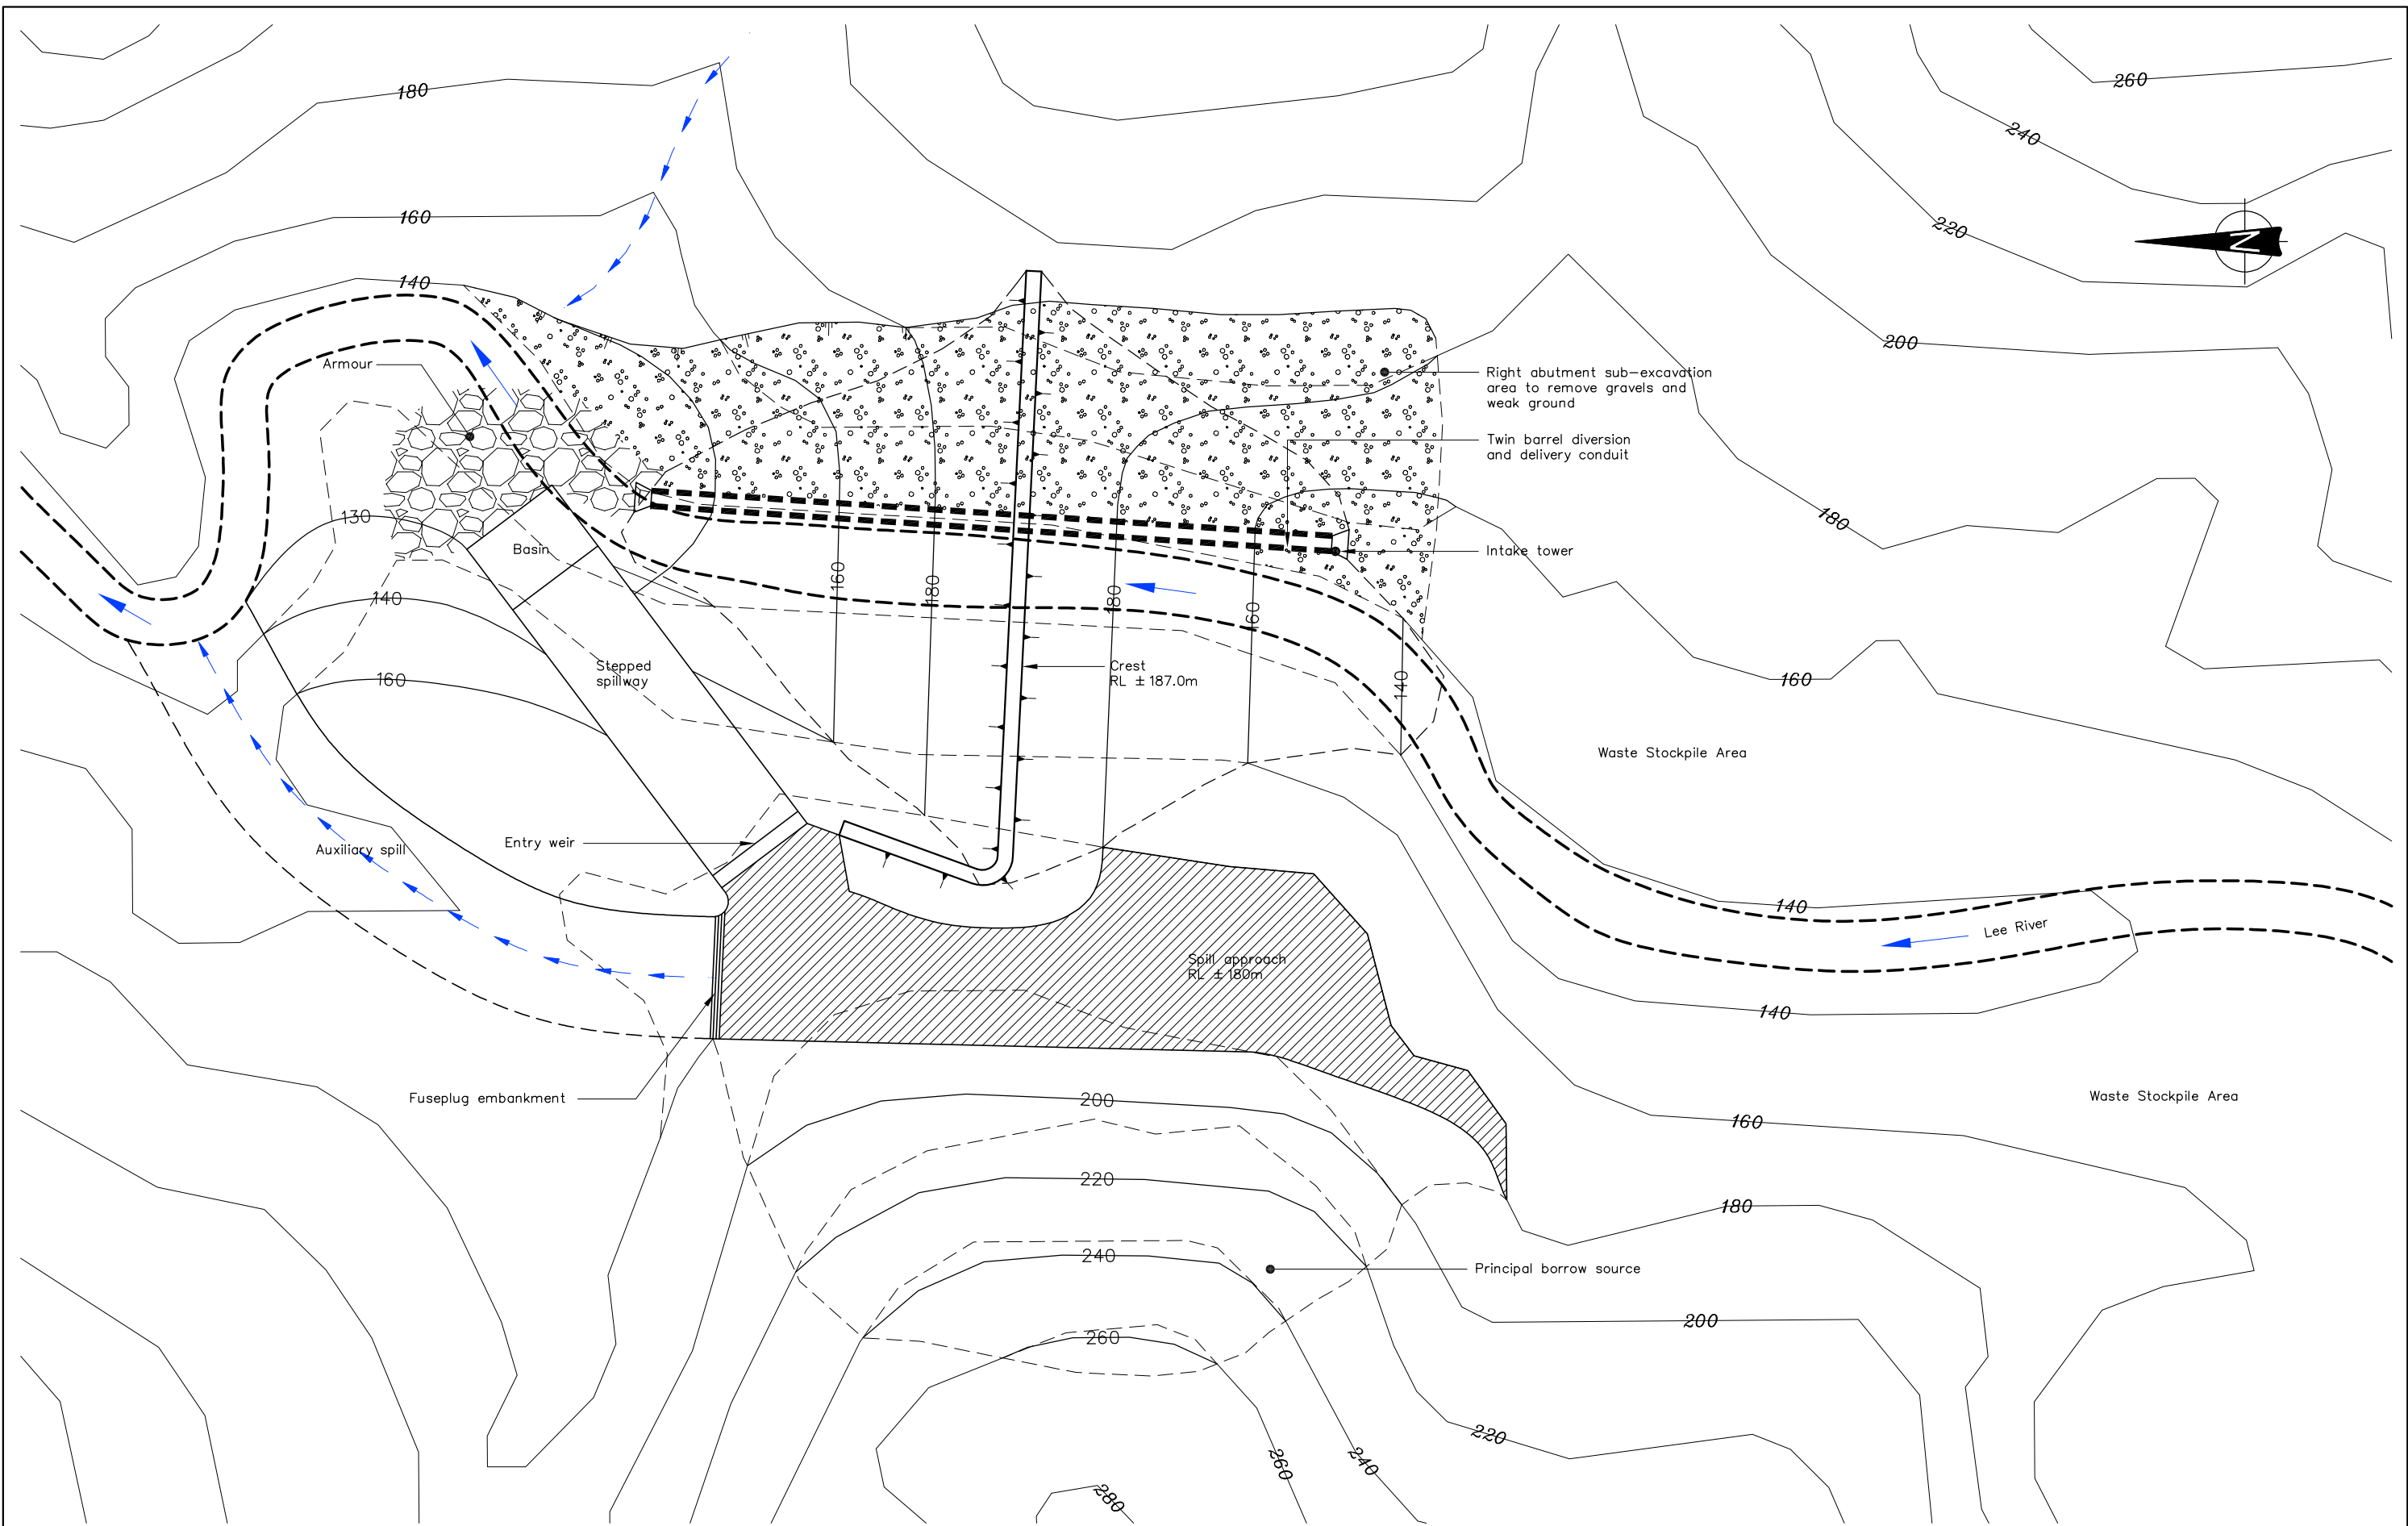 260
180
240
160
220
N
140
200
Armour
Right abutment sub-excavation
area to remove gravels and
weak ground
Twin barrel diversion
and delivery conduit
130
180
Basin
Intake tower
160
180
180
160
140
Stepped
spillway
Crest
RL ±187.0m
140
160
160
Waste Stockpile Area
Entry weir
Auxiliary spill
140
Lee River
Spill approach
RL ±180m
140
Fuseplug embankment
200
Waste Stockpile Area
160
220
180
240
Principal borrow source
200
260
220
260
240
280